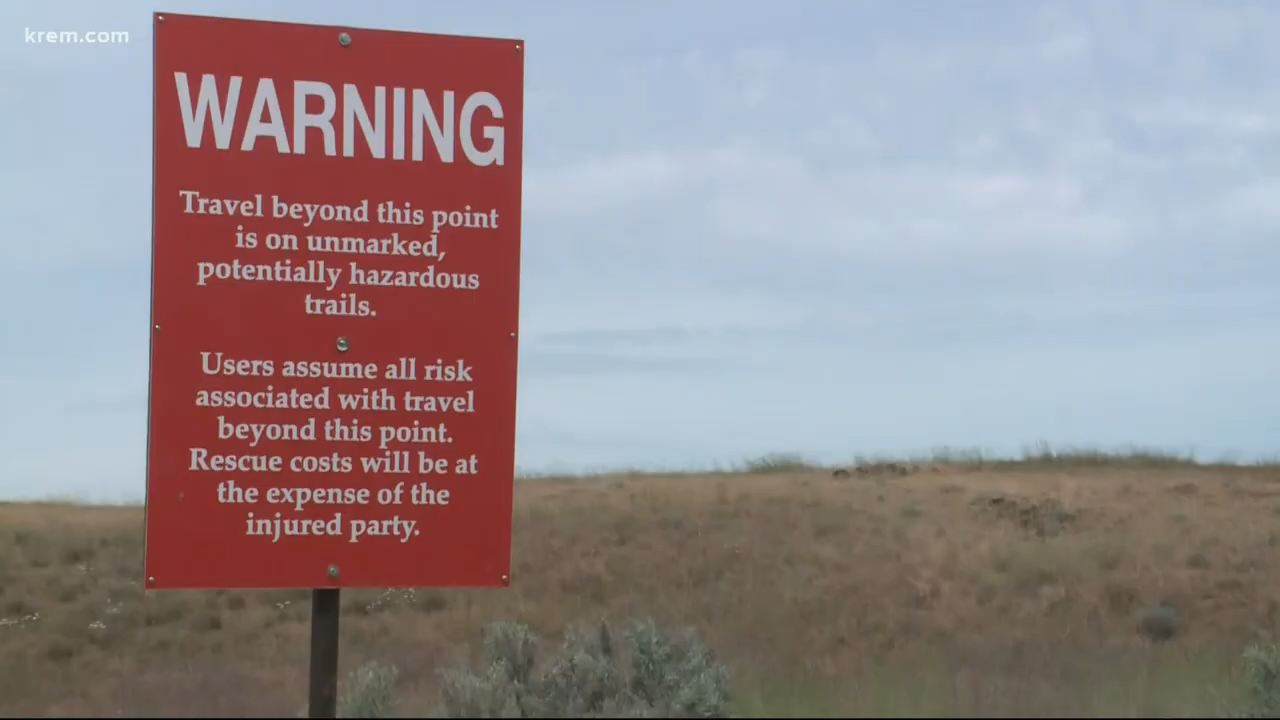 krem.com
WARNING
Travel beyond this point
is on unmarked,
potentially hazardous
trails.
Users assume all risk
associated with travel
beyond this point.
Rescue costs will be at
the expense of the
injured party.